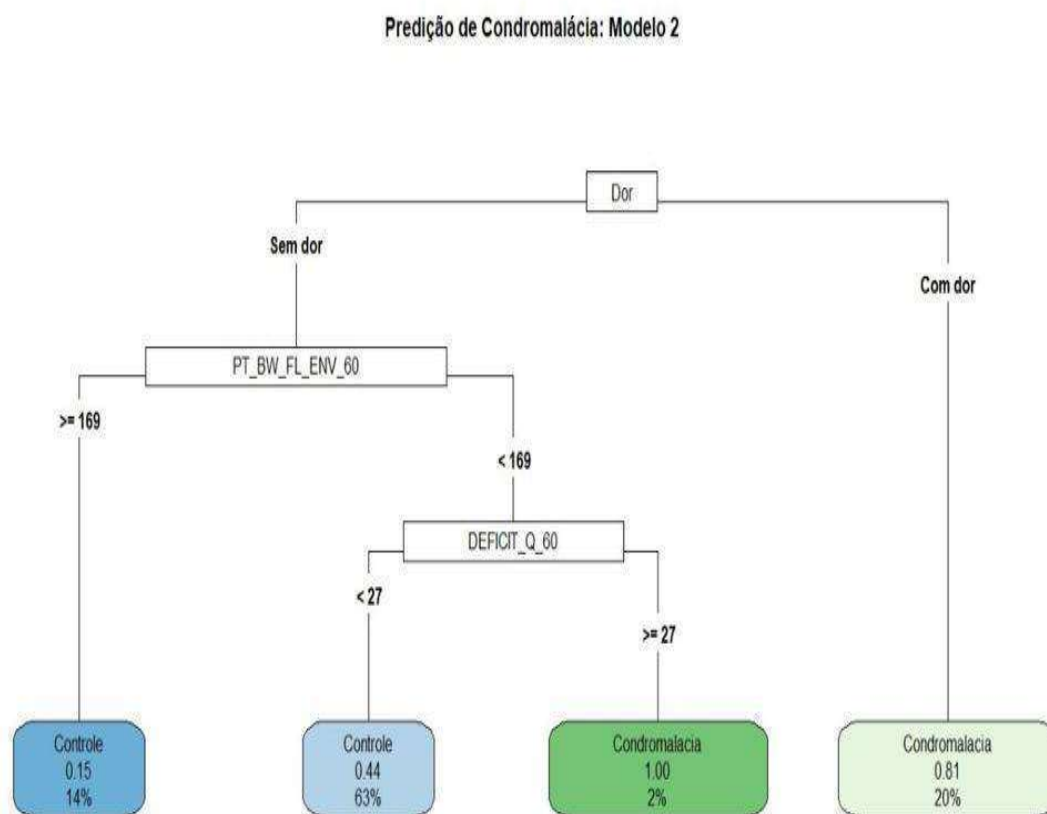 Predição de Condromalácia: Modelo 2
Dor
Sem dor
Com dor
PT_BW_FL_ENV_60
>= 169
< 169
DEFICIT_Q_60
< 27
>= 27
Controle
0.15
14%
Controle
0.44
63%
Condromalacia
1.00
2%
Condromalacia
0.81
20%